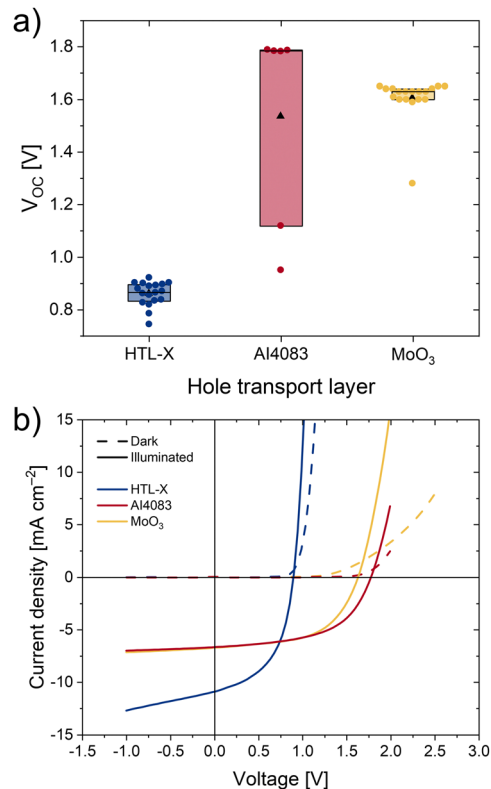 a)
1.8
1.6
1.4
1.2
1.0
0.8
V_OC [V]
HTL-X AI4083 MoO₃
Hole transport layer
b)
15
10
5
0
-5
-10
-15
Current density [mA cm⁻²]
Dark
Illuminated
HTL-X
AI4083
MoO₃
-1.5 -1.0 -0.5 0.0 0.5 1.0 1.5 2.0 2.5 3.0
Voltage [V]